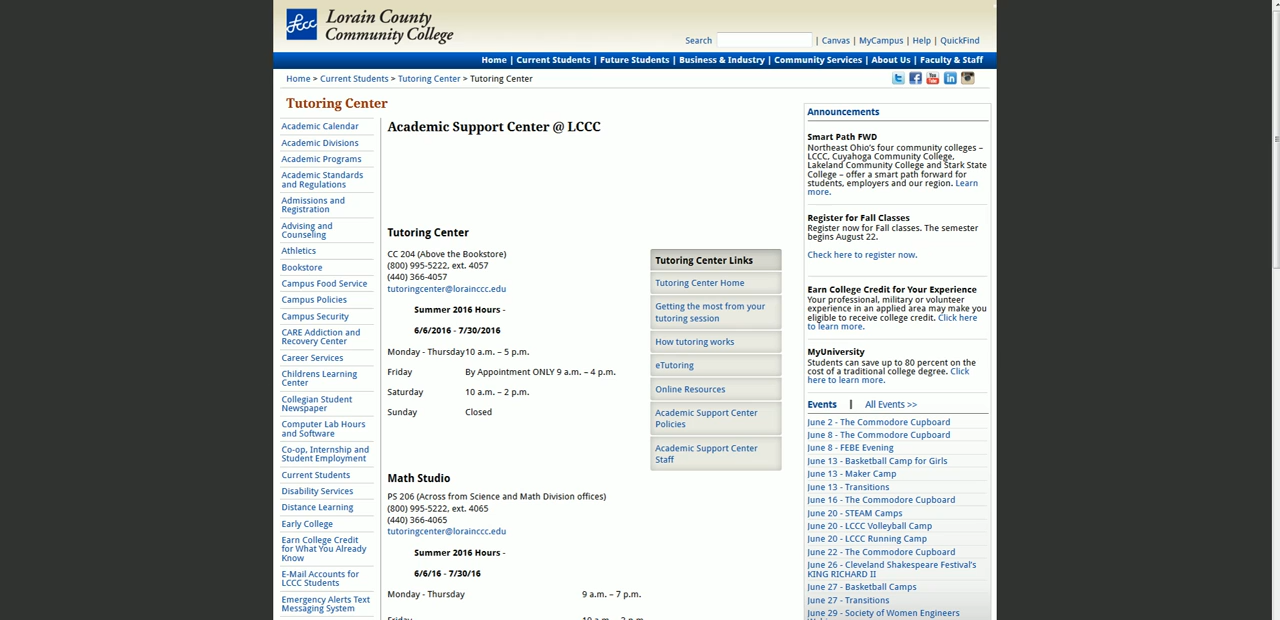 lccc
Lorain County
Community College
Search | Canvas | MyCampus | Help | QuickFind
Home | Current Students | Future Students | Business & Industry | Community Services | About Us | Faculty & Staff
Home > Current Students > Tutoring Center > Tutoring Center
Tutoring Center
Academic Calendar
Academic Divisions
Academic Programs
Academic Standards
and Regulations
Admissions and
Registration
Advising and
Counseling
Athletics
Bookstore
Campus Food Service
Campus Policies
Campus Security
CARE Addiction and
Recovery Center
Career Services
Childrens Learning
Center
Collegian Student
Newspaper
Computer Lab Hours
and Software
Co-op, Internship and
Student Employment
Current Students
Disability Services
Distance Learning
Early College
Earn College Credit
for What You Already
Know
E-Mail Accounts for
LCCC Students
Emergency Alerts Text
Messaging System
Academic Support Center @ LCCC
Tutoring Center
CC 204 (Above the Bookstore)
(800) 995-5222, ext. 4057
(440) 366-4057
tutoringcenter@lorainccc.edu
Summer 2016 Hours -
6/6/2016 - 7/30/2016
Monday - Thursday 10 a.m. – 5 p.m.
Friday By Appointment ONLY 9 a.m. – 4 p.m.
Saturday 10 a.m. – 2 p.m.
Sunday Closed
Math Studio
PS 206 (Across from Science and Math Division offices)
(800) 995-5222, ext. 4065
(440) 366-4065
tutoringcenter@lorainccc.edu
Summer 2016 Hours -
6/6/16 - 7/30/16
Monday - Thursday 9 a.m. – 7 p.m.
Tutoring Center Links
Tutoring Center Home
Getting the most from your
tutoring session
How tutoring works
eTutoring
Online Resources
Academic Support Center
Policies
Academic Support Center
Staff
Announcements
Smart Path FWD
Northeast Ohio's four community colleges –
LCCC, Cuyahoga Community College,
Lakeland Community College and Stark State
College – offer a smart path forward for
students, employers and our region. Learn
more.
Register for Fall Classes
Register now for Fall classes. The semester
begins August 22.
Check here to register now.
Earn College Credit for Your Experience
Your professional, military or volunteer
experience in an applied area may make you
eligible to receive college credit. Click here
to learn more.
MyUniversity
Students can save up to 80 percent on the
cost of a traditional college degree. Click
here to learn more.
Events | All Events >>
June 2 - The Commodore Cupboard
June 8 - The Commodore Cupboard
June 8 - FEBE Evening
June 13 - Basketball Camp for Girls
June 13 - Maker Camp
June 13 - Transitions
June 16 - The Commodore Cupboard
June 20 - STEAM Camps
June 20 - LCCC Volleyball Camp
June 20 - LCCC Running Camp
June 22 - The Commodore Cupboard
June 26 - Cleveland Shakespeare Festival's
KING RICHARD II
June 27 - Basketball Camps
June 27 - Transitions
June 29 - Society of Women Engineers